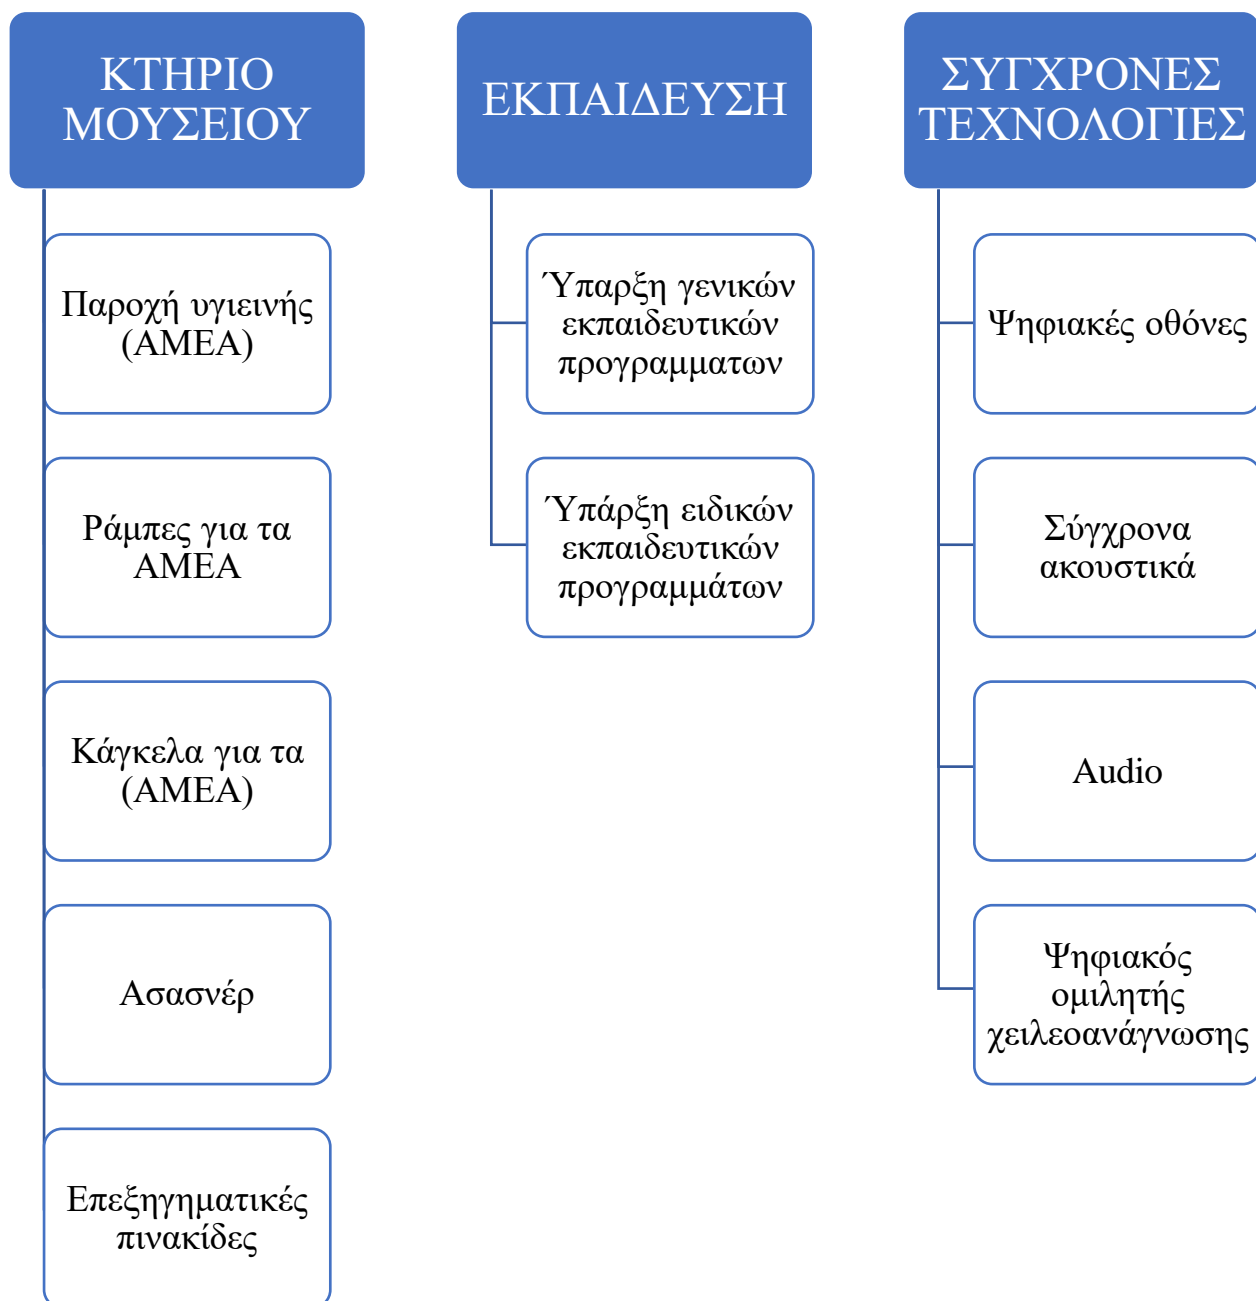 ΚΤΗΡΙΟ
ΜΟΥΣΕΙΟΥ
Παροχή υγιεινής
(ΑΜΕΑ)
Ράμπες για τα
ΑΜΕΑ
Κάγκελα για τα
(ΑΜΕΑ)
Ασασνέρ
Επεξηγηματικές
πινακίδες
ΕΚΠΑΙΔΕΥΣΗ
Ύπαρξη γενικών
εκπαιδευτικών
προγραμματων
Ύπάρξη ειδικών
εκπαιδευτικών
προγραμμάτων
ΣΥΓΧΡΟΝΕΣ
ΤΕΧΝΟΛΟΓΙΕΣ
Ψηφιακές οθόνες
Σύγχρονα
ακουστικά
Audio
Ψηφιακός
ομιλητής
χειλεοανάγνωσης